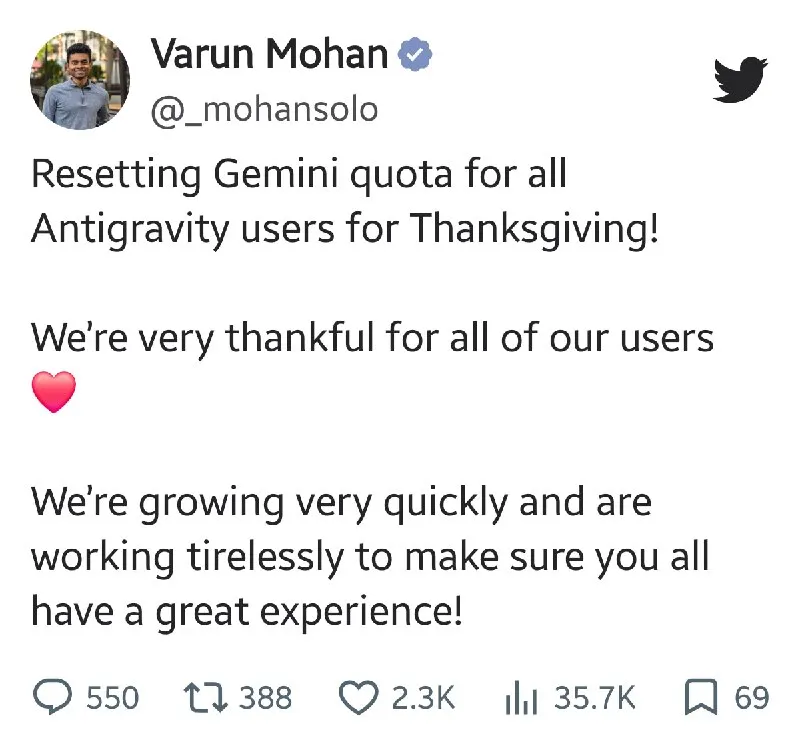 Varun Mohan
@_mohansolo
Resetting Gemini quota for all
Antigravity users for Thanksgiving!
We're very thankful for all of our users
❤️
We're growing very quickly and are
working tirelessly to make sure you all
have a great experience!
550 388 2.3K 35.7K 69